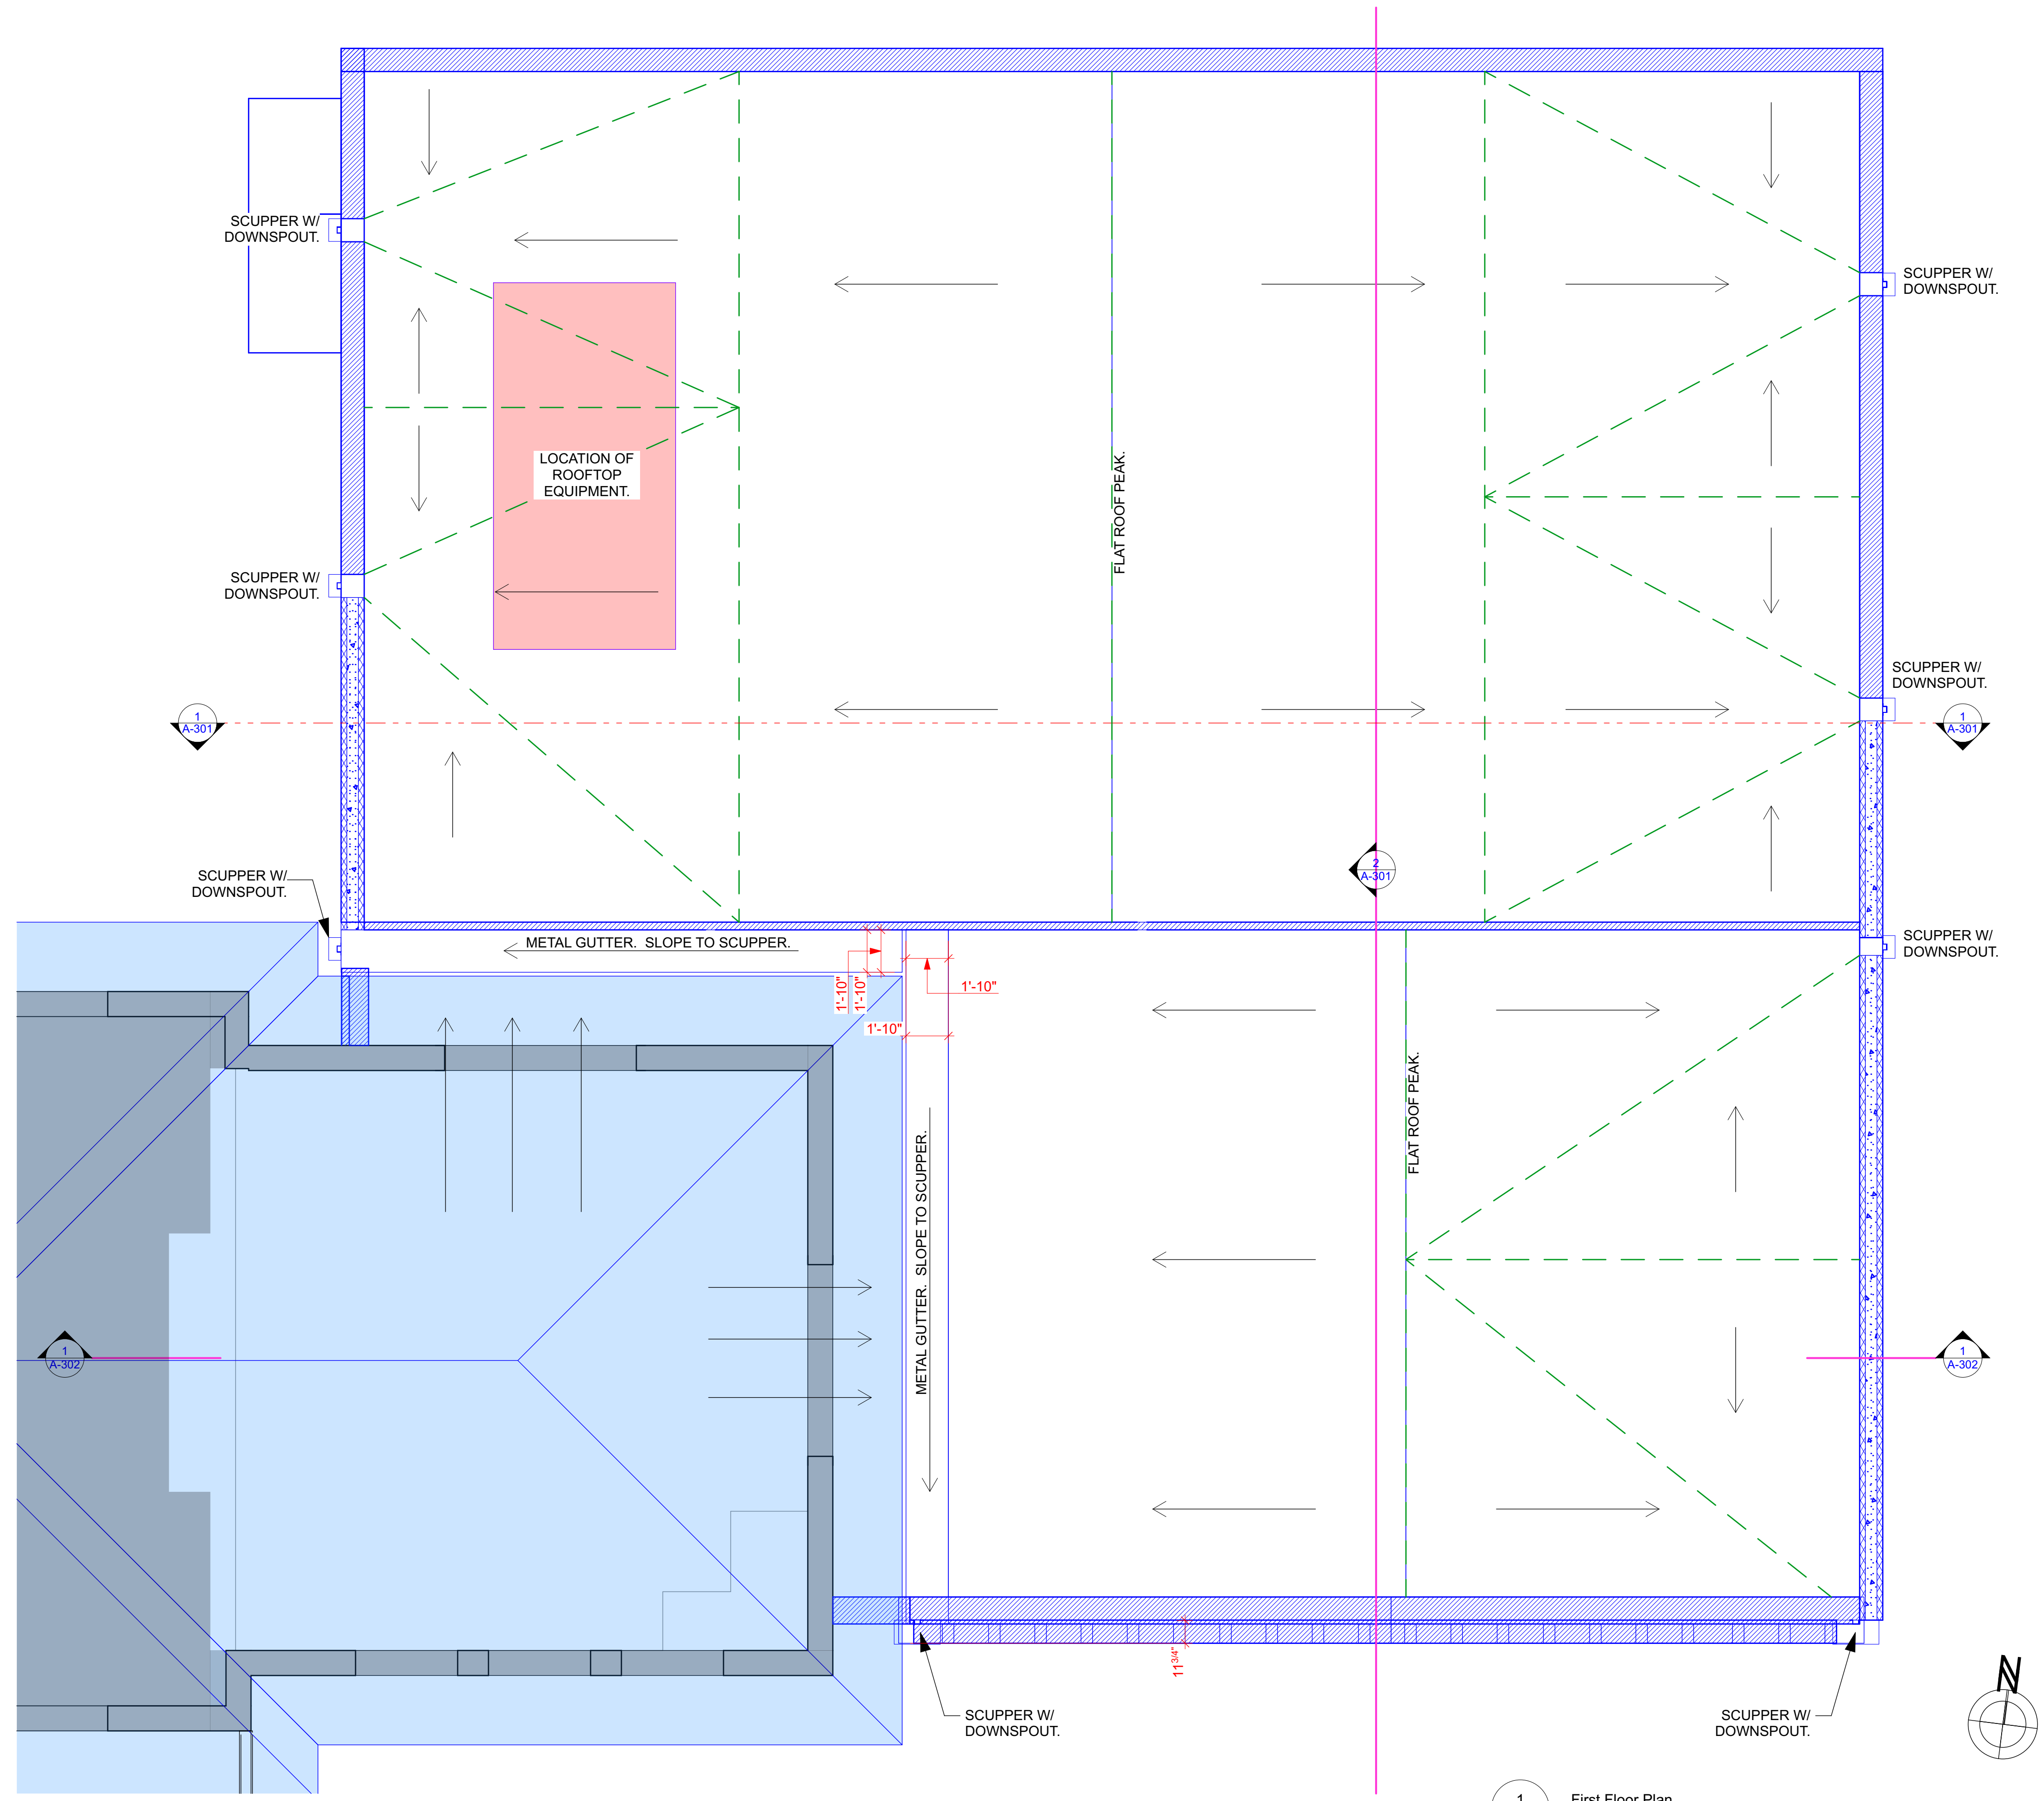 SCUPPER W/
DOWNSPOUT.
SCUPPER W/
DOWNSPOUT.
LOCATION OF
ROOFTOP
EQUIPMENT.
FLAT ROOF PEAK.
SCUPPER W/
DOWNSPOUT.
SCUPPER W/
DOWNSPOUT.
1
A-301
1
A-301
2
A-301
SCUPPER W/
DOWNSPOUT.
METAL GUTTER. SLOPE TO SCUPPER.
SCUPPER W/
DOWNSPOUT.
1'-10"
1'-10"
1'-10"
1'-10"
FLAT ROOF PEAK.
METAL GUTTER. SLOPE TO SCUPPER.
1
A-302
1
A-302
11 3/4"
SCUPPER W/
DOWNSPOUT.
SCUPPER W/
DOWNSPOUT.
N
1
First Floor Plan